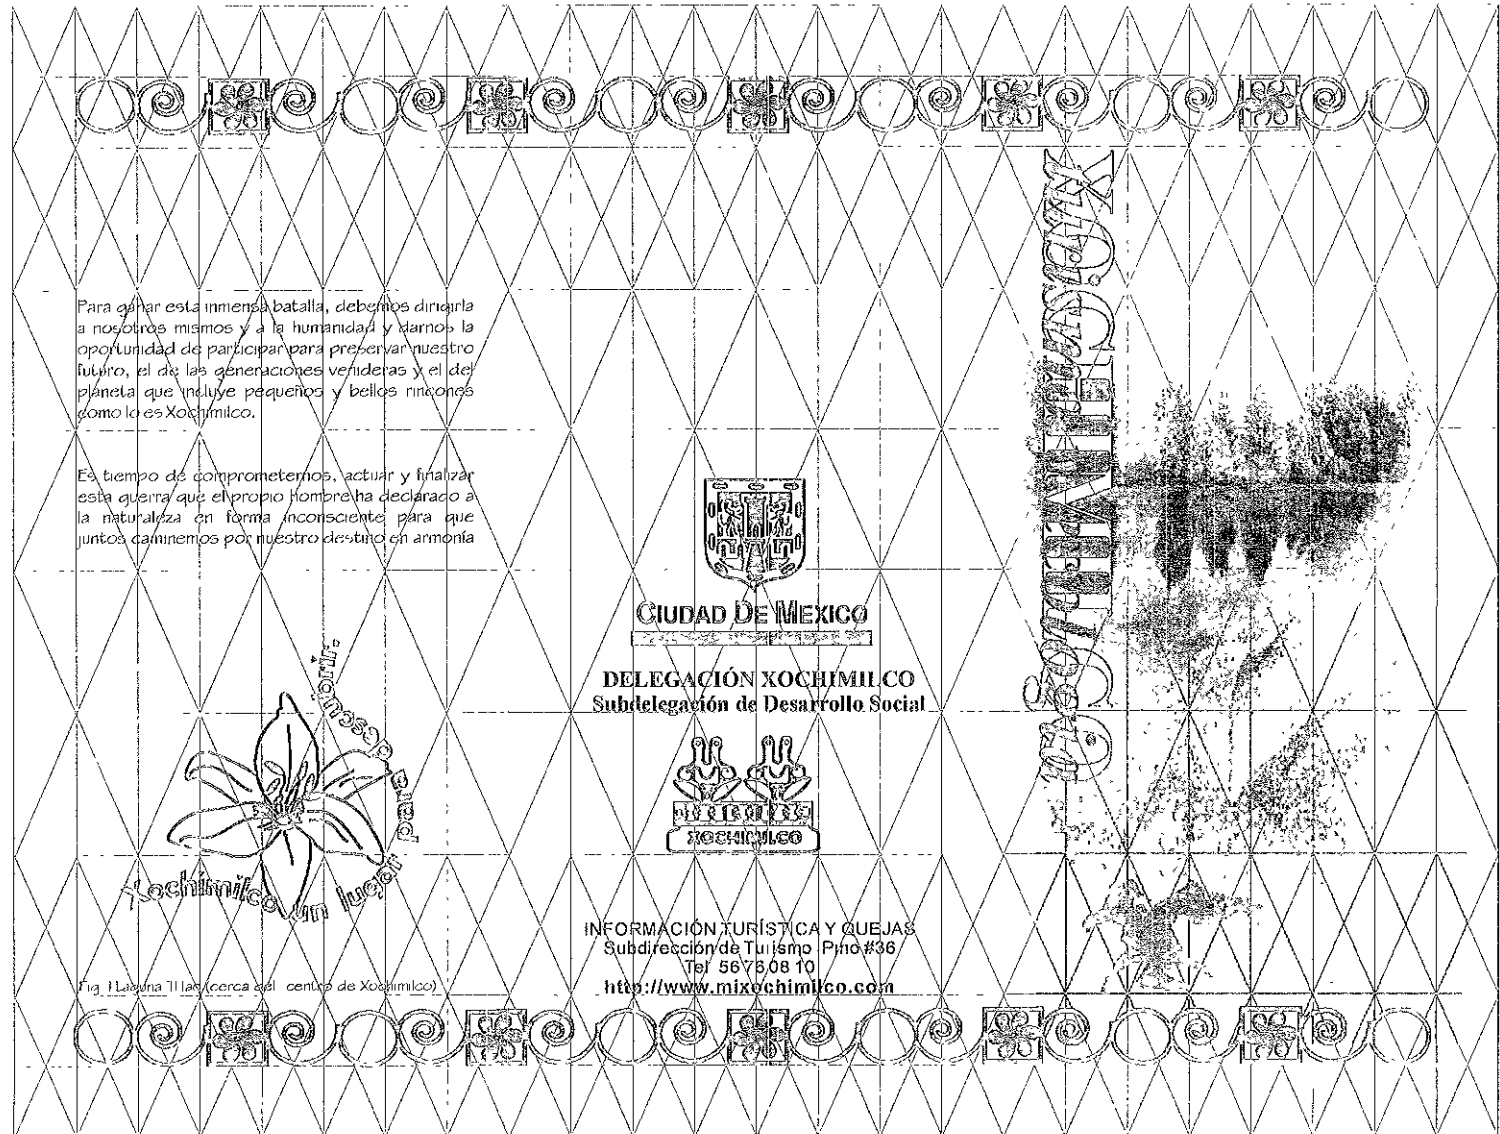 Para ganar esta inmensa batalla, debemos dirigirla
a nosotros mismos y a la humanidad y darnos la
oportunidad de participar para preservar nuestro
futuro, el de las generaciones venideras y el del
planeta que incluye pequeños y bellos rincones
como lo es Xochimilco.
Es tiempo de comprometernos, actuar y finalizar
esta guerra que el propio hombre ha declarado a
la naturaleza en forma inconsciente para que
juntos caminemos por nuestro destino en armonía
Xochimilco un lugar para descubrir.
Fig. 1 Laguna (cerca del centro de Xochimilco)
CIUDAD DE MEXICO
DELEGACIÓN XOCHIMILCO
Subdelegación de Desarrollo Social
XOCHIMILCO
INFORMACIÓN TURÍSTICA Y QUEJAS
Subdirección de Turismo Pino #36
Tel 56 76 08 10
http://www.mixochimilco.com